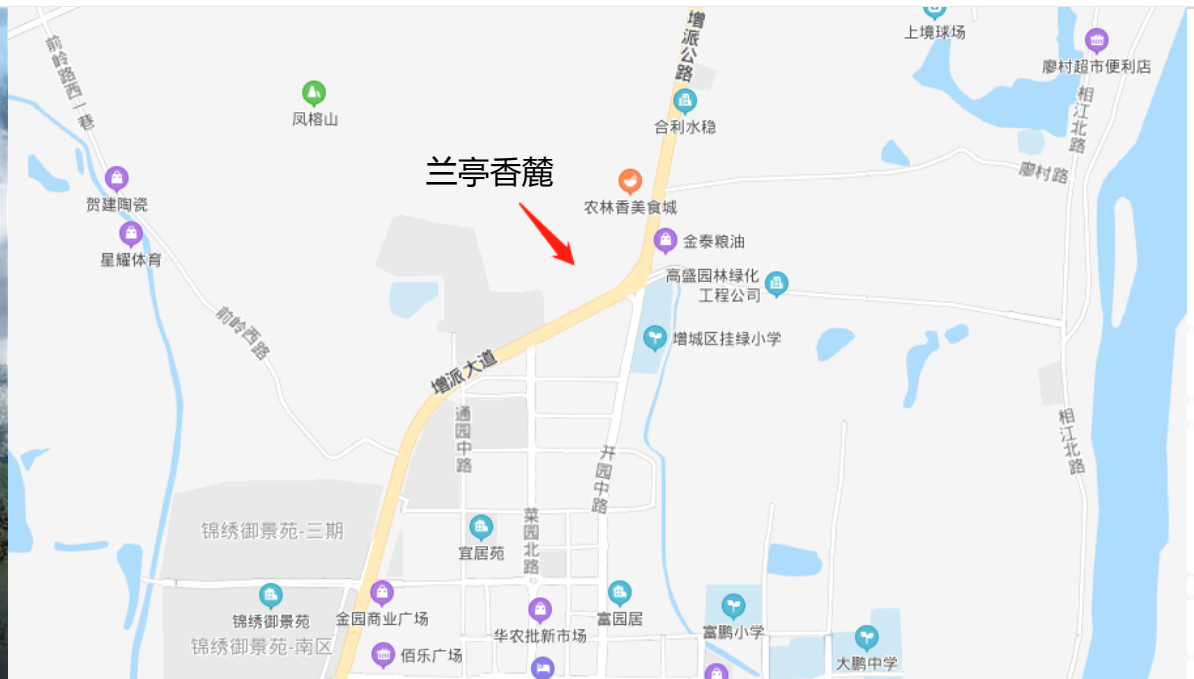 增派公路
上境球场
廖村超市便利店
前岭路西一巷
凤榕山
相江北路
合利水稳
兰亭香麓
廖村路
贺建陶瓷
农林香美食城
星耀体育
金泰粮油
高盛园林绿化
工程公司
前岭西路
增城区挂绿小学
增派大道
通园中路
相江北路
开园中路
锦绣御景苑-三期
菜园北路
宜居苑
锦绣御景苑
金园商业广场
华农批新市场
富园居
富鹏小学
锦绣御景苑-南区
佰乐广场
大鹏中学